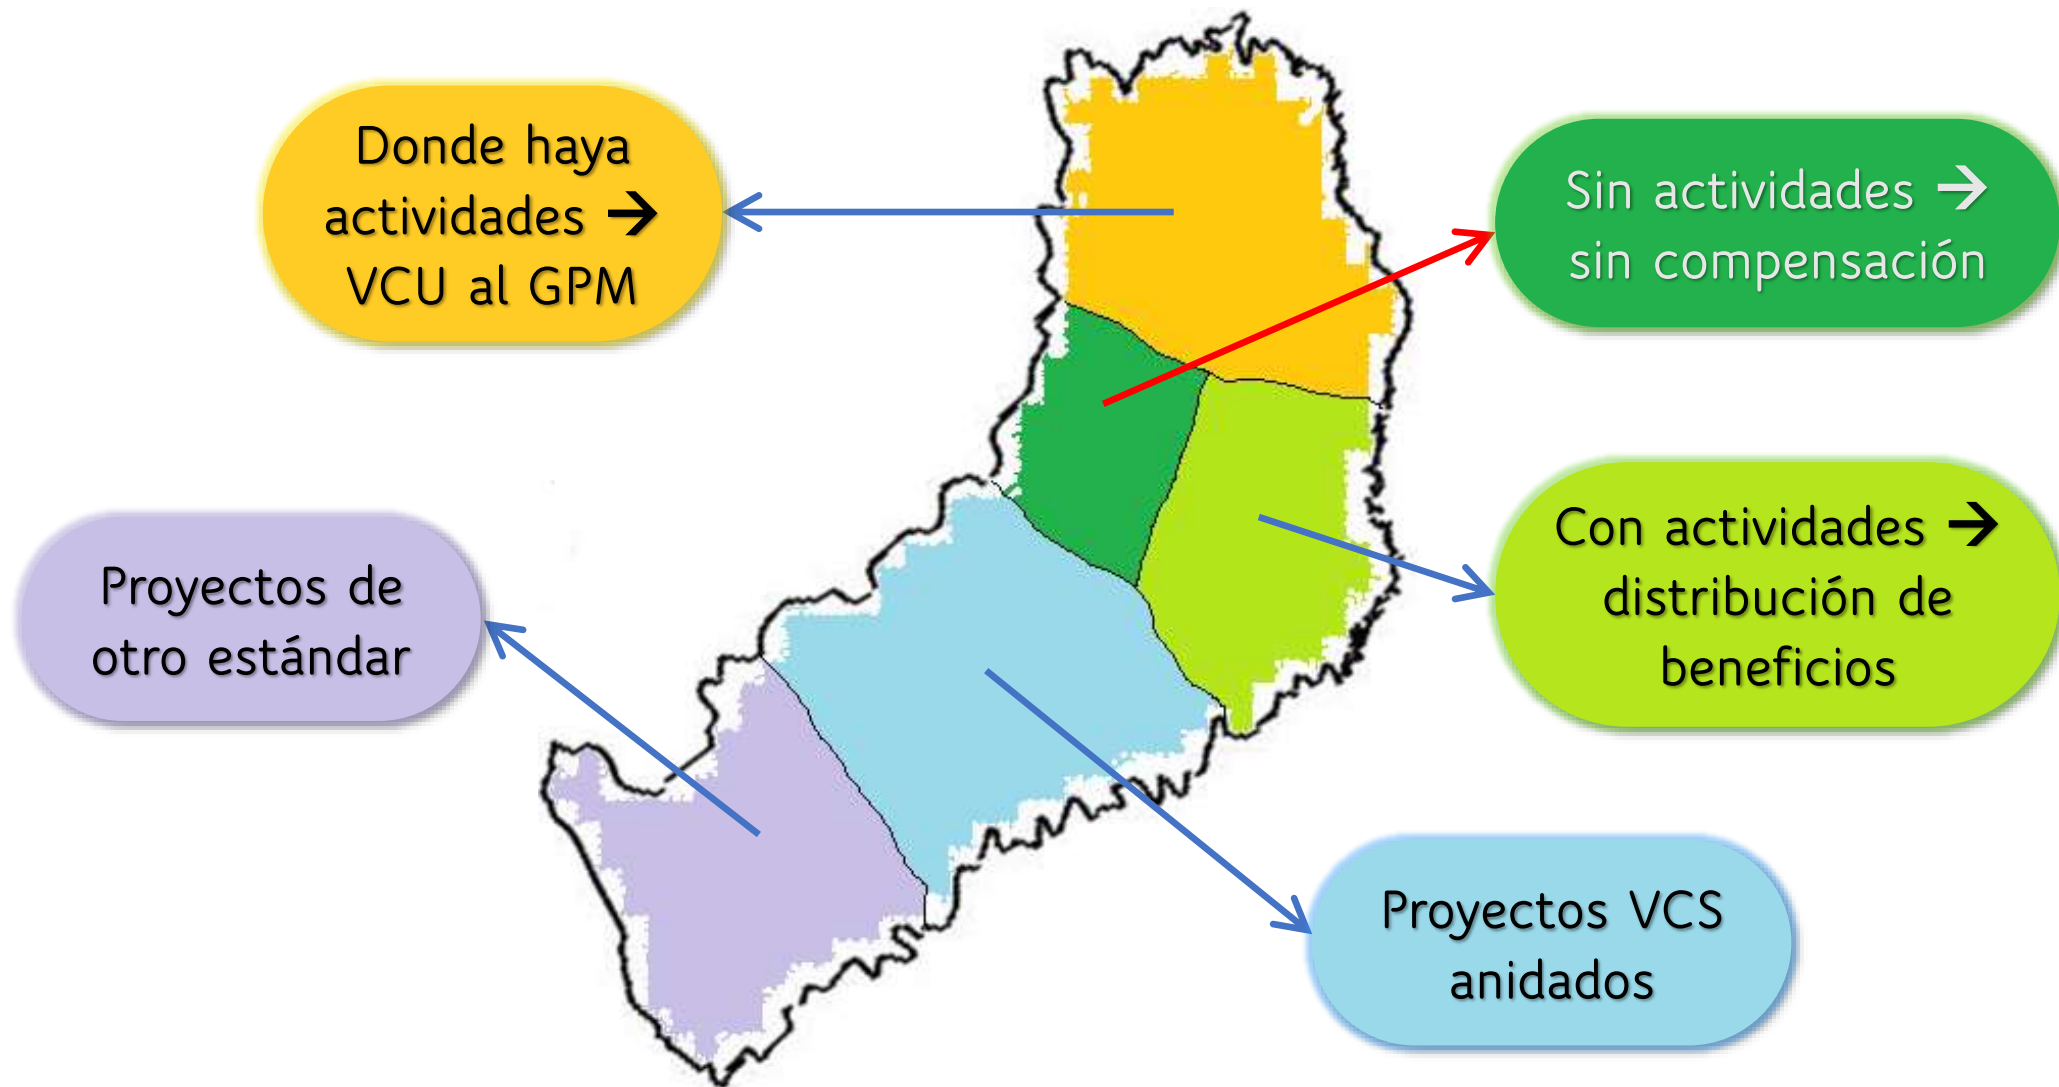 Donde haya
actividades →
VCU al GPM
Sin actividades →
sin compensación
Con actividades →
distribución de
beneficios
Proyectos de
otro estándar
Proyectos VCS
anidados